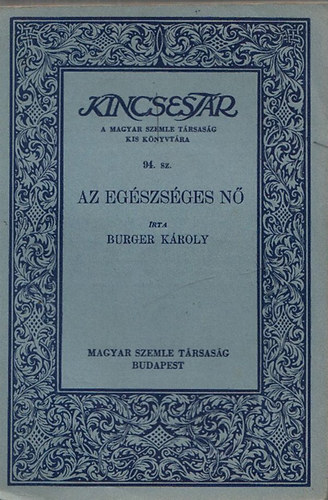 KINCSESTÁR
A MAGYAR SZEMLE TÁRSASÁG
KIS KÖNYVTÁRA
94. SZ.
AZ EGÉSZSÉGES NŐ
ÍRTA
BURGER KÁROLY
MAGYAR SZEMLE TÁRSASÁG
BUDAPEST